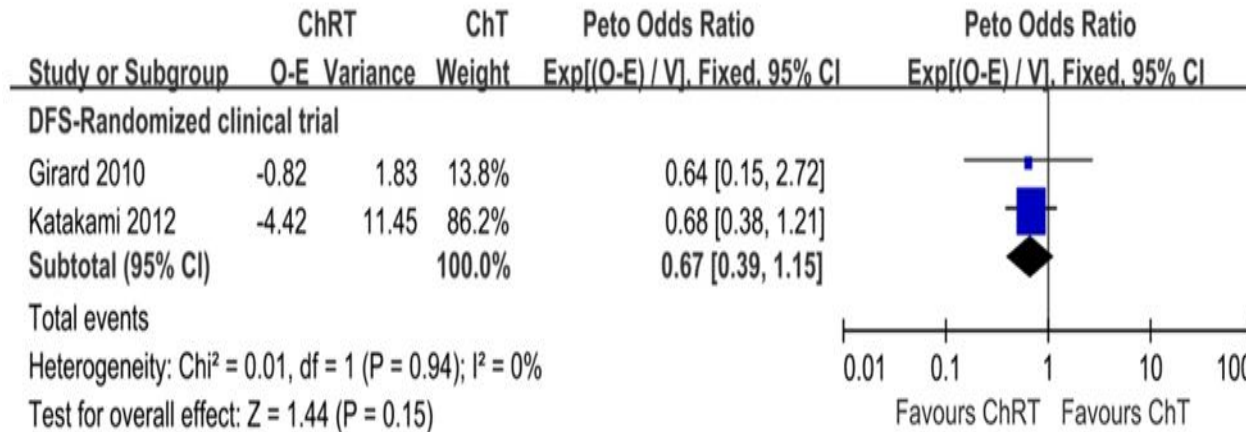 ChRT ChT Peto Odds Ratio Peto Odds Ratio
Study or Subgroup O-E Variance Weight Exp[(O-E) / V], Fixed, 95% CI Exp[(O-E) / V], Fixed, 95% CI
DFS-Randomized clinical trial
Girard 2010 -0.82 1.83 13.8% 0.64 [0.15, 2.72]
Katakami 2012 -4.42 11.45 86.2% 0.68 [0.38, 1.21]
Subtotal (95% CI) 100.0% 0.67 [0.39, 1.15]
Total events
Heterogeneity: Chi² = 0.01, df = 1 (P = 0.94); I² = 0%
0.01 0.1 1 10 100
Test for overall effect: Z = 1.44 (P = 0.15)
Favours ChRT Favours ChT